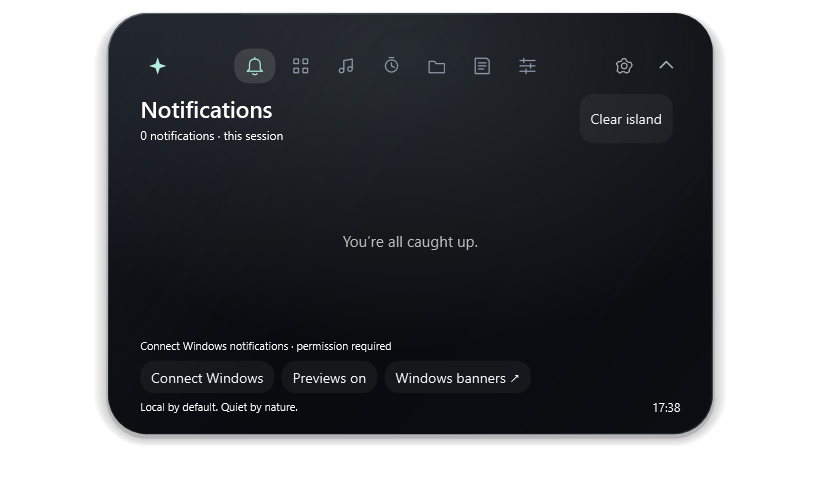 Notifications
0 notifications · this session
Clear island
You’re all caught up.
Connect Windows notifications · permission required
Connect Windows
Previews on
Windows banners ↗
Local by default. Quiet by nature.
17:38